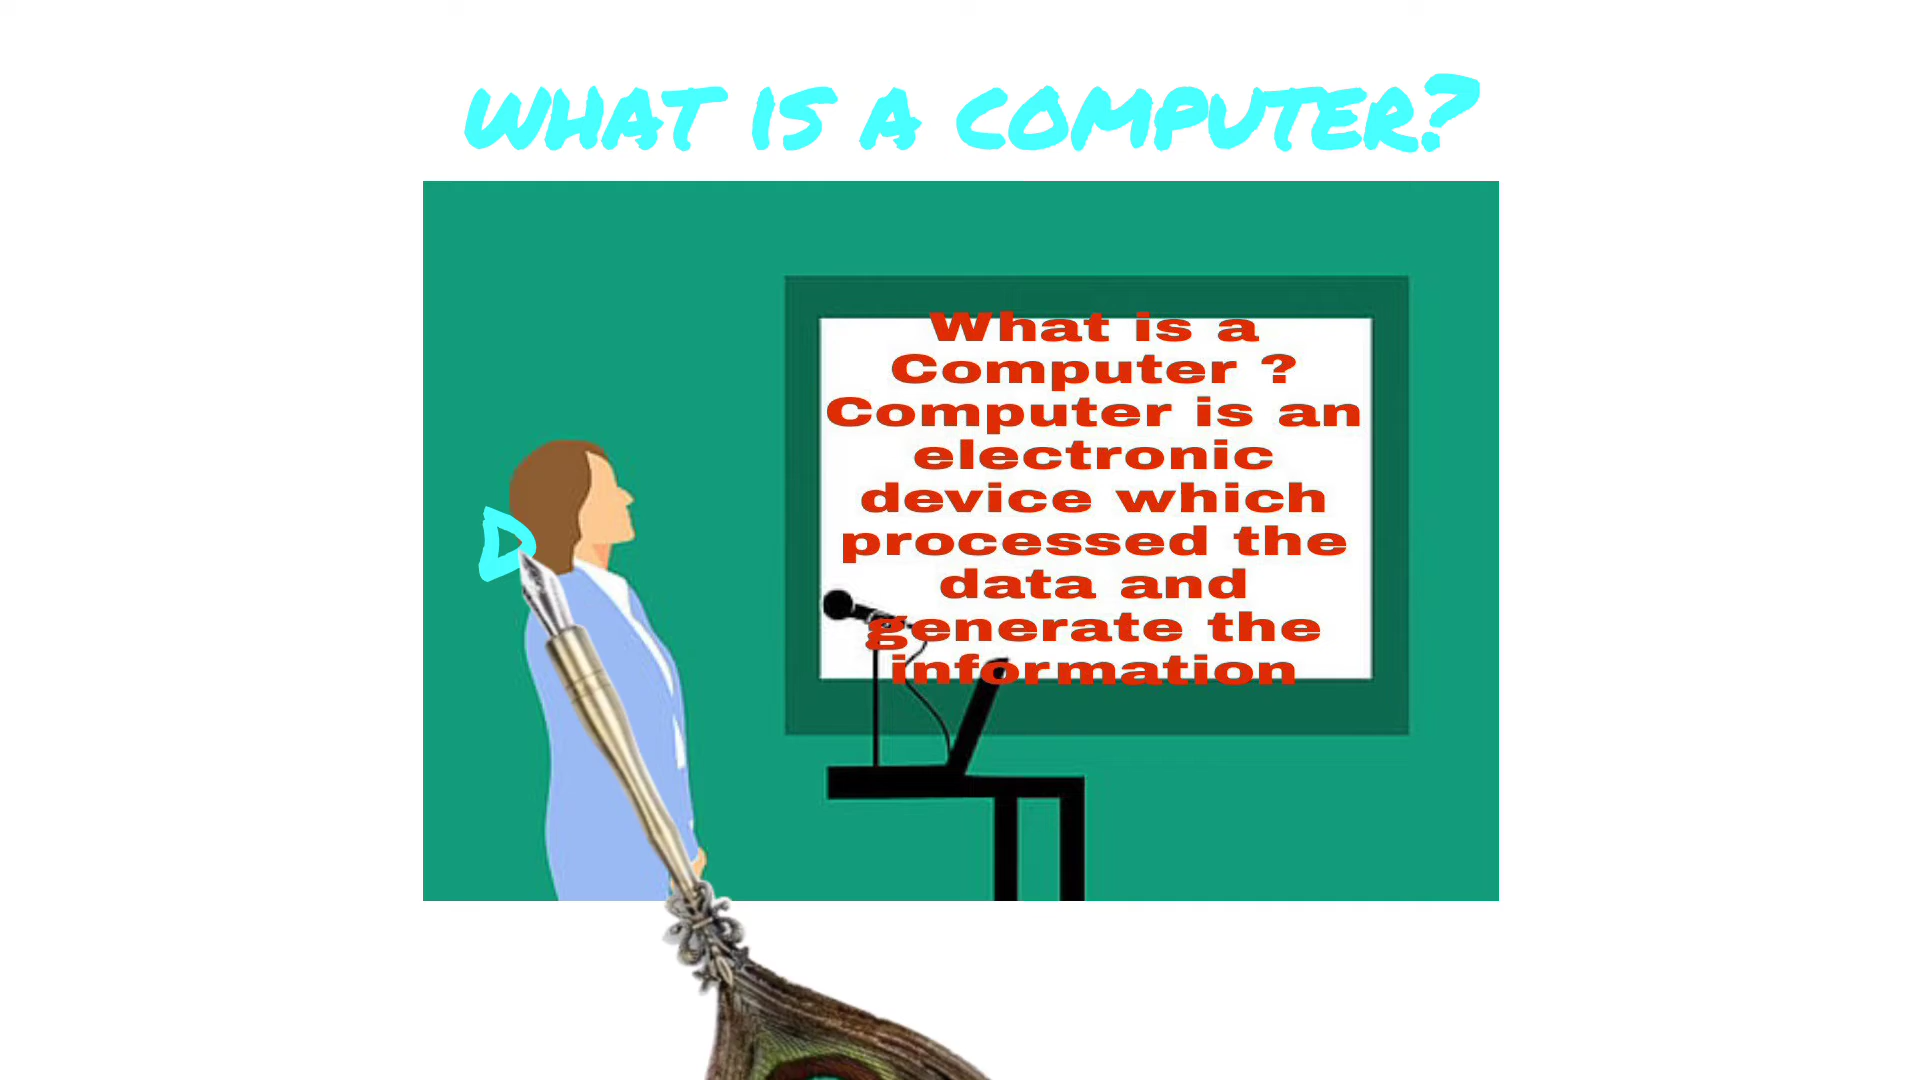 WHAT IS A COMPUTER?
What is a
Computer ?
Computer is an
electronic
device which
processed the
data and
generate the
information
D